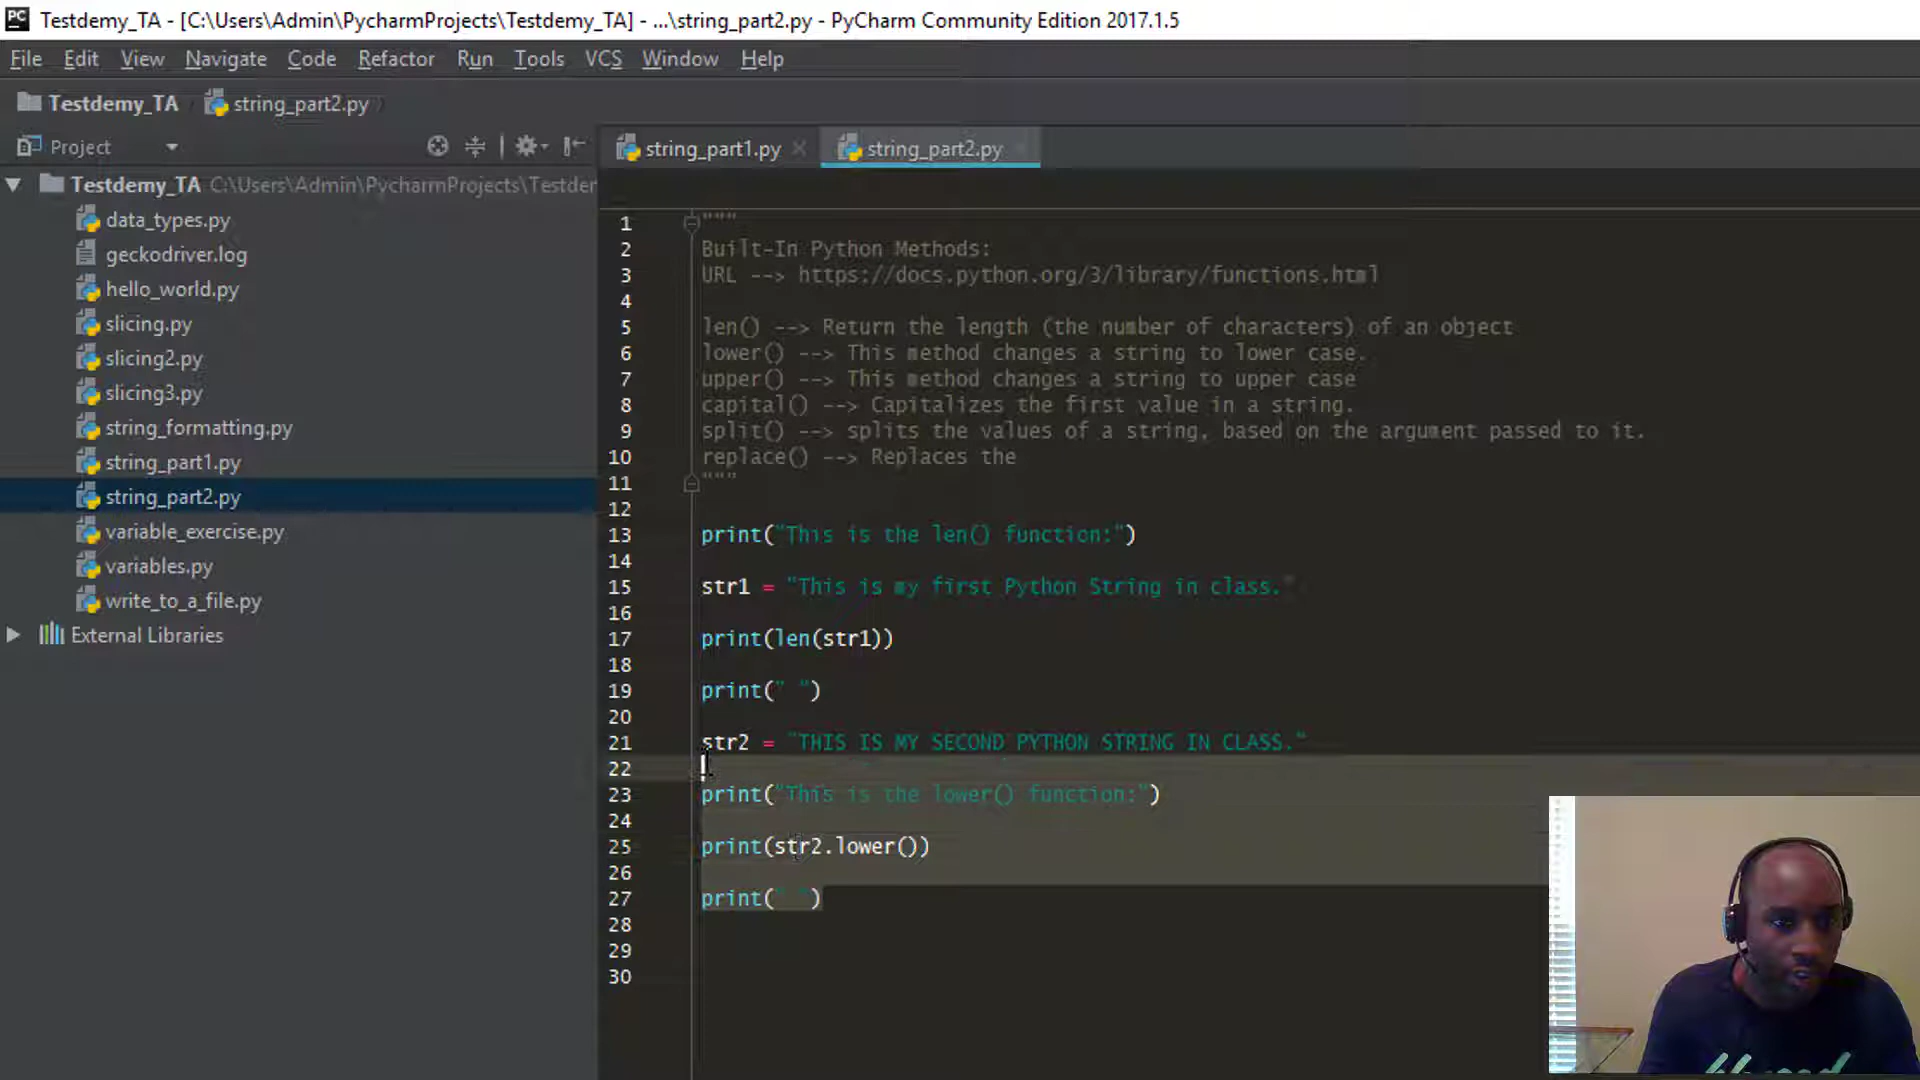 PC Testdemy_TA - [C:\Users\Admin\PycharmProjects\Testdemy_TA] - ...\string_part2.py - PyCharm Community Edition 2017.1.5
File Edit View Navigate Code Refactor Run Tools VCS Window Help
Testdemy_TA string_part2.py
Project
string_part1.py string_part2.py
Testdemy_TA C:\Users\Admin\PycharmProjects\Testder
data_types.py
geckodriver.log
hello_world.py
slicing.py
slicing2.py
slicing3.py
string_formatting.py
string_part1.py
string_part2.py
variable_exercise.py
variables.py
write_to_a_file.py
External Libraries
1 """
2 Built-In Python Methods:
3 URL --> https://docs.python.org/3/library/functions.html
4
5 len() --> Return the length (the number of characters) of an object
6 lower() --> This method changes a string to lower case.
7 upper() --> This method changes a string to upper case
8 capital() --> Capitalizes the first value in a string.
9 split() --> splits the values of a string, based on the argument passed to it.
10 replace() --> Replaces the
11 """
12
13 print("This is the len() function:")
14
15 str1 = "This is my first Python String in class."
16
17 print(len(str1))
18
19 print(" ")
20
21 str2 = "THIS IS MY SECOND PYTHON STRING IN CLASS."
22
23 print("This is the lower() function:")
24
25 print(str2.lower())
26
27 print(" ")
28
29
30